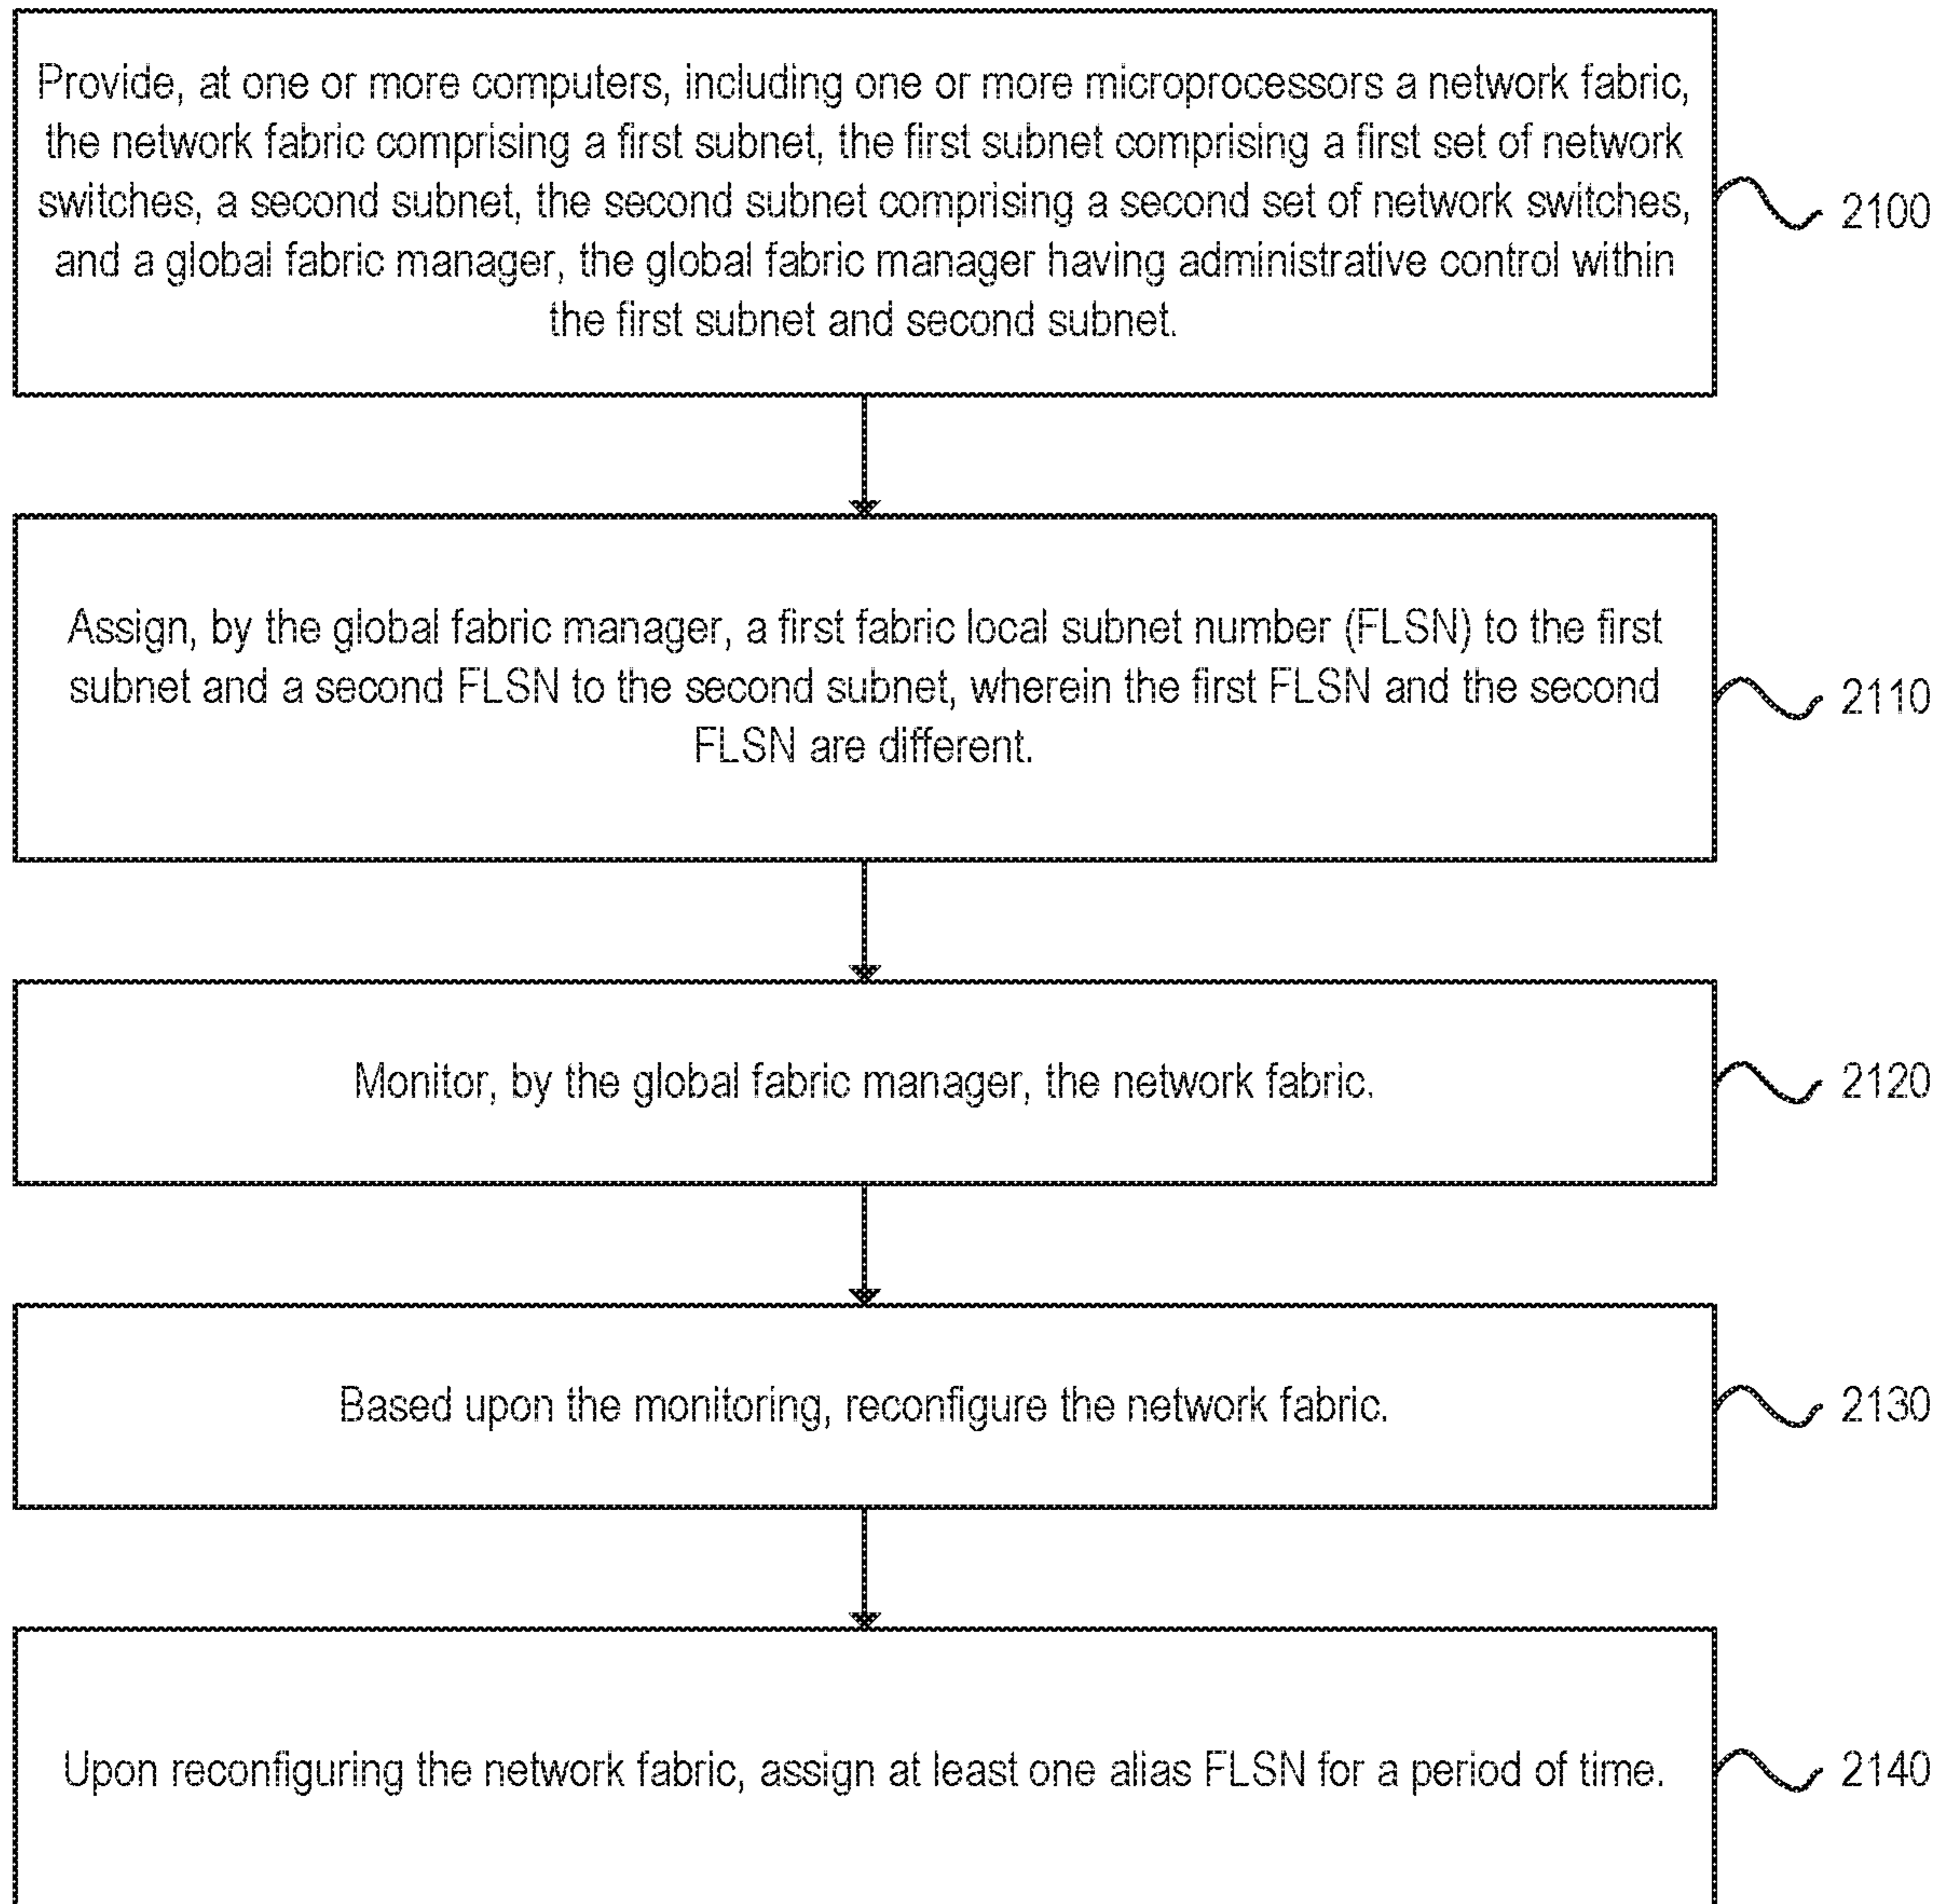 Provide, at one or more computers, including one or more microprocessors a network fabric,
the network fabric comprising a first subnet, the first subnet comprising a first set of network
switches, a second subnet, the second subnet comprising a second set of network switches,
and a global fabric manager, the global fabric manager having administrative control within
the first subnet and second subnet.
2100
Assign, by the global fabric manager, a first fabric local subnet number (FLSN) to the first
subnet and a second FLSN to the second subnet, wherein the first FLSN and the second
FLSN are different.
2110
Monitor, by the global fabric manager, the network fabric.
2120
Based upon the monitoring, reconfigure the network fabric.
2130
Upon reconfiguring the network fabric, assign at least one alias FLSN for a period of time.
2140